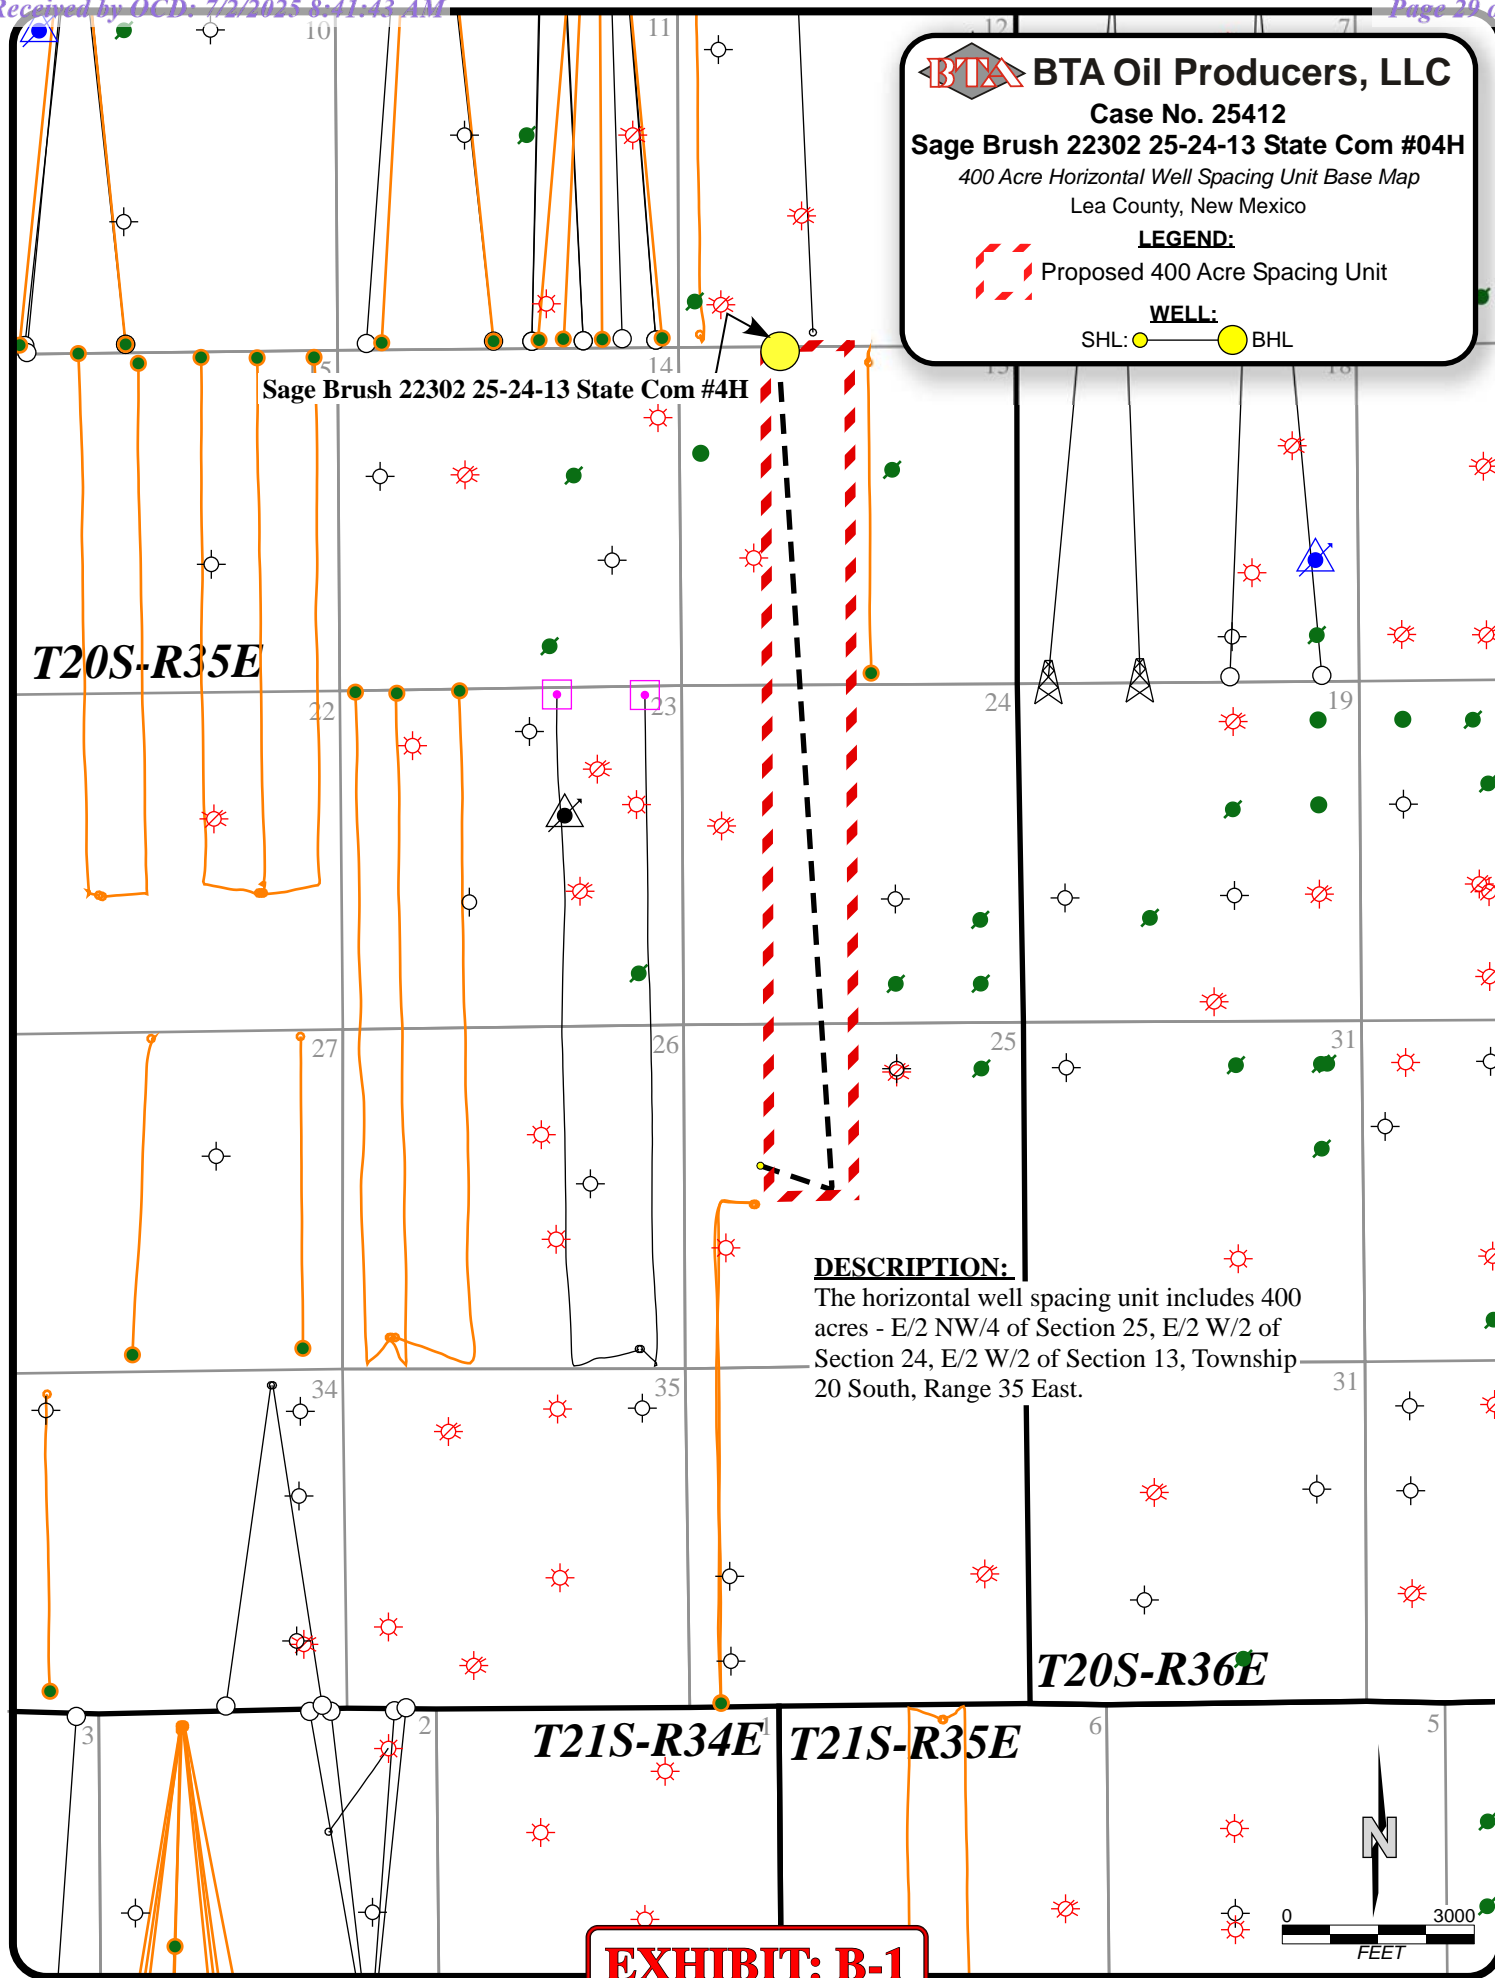 Received by OCD: 7/2/2025 8:41:43 AM
Page 29 o
10
11
12
7
BTA BTA Oil Producers, LLC
Case No. 25412
Sage Brush 22302 25-24-13 State Com #04H
400 Acre Horizontal Well Spacing Unit Base Map
Lea County, New Mexico
LEGEND:
Proposed 400 Acre Spacing Unit
WELL:
SHL: BHL
14
18
Sage Brush 22302 25-24-13 State Com #4H
T20S-R35E
22
23
24
19
27
26
25
31
DESCRIPTION:
The horizontal well spacing unit includes 400
acres - E/2 NW/4 of Section 25, E/2 W/2 of
Section 24, E/2 W/2 of Section 13, Township
20 South, Range 35 East.
34
35
31
T20S-R36E
3
2
T21S-R34E
1
T21S-R35E
6
5
N
0 3000
FEET
EXHIBIT: B-1